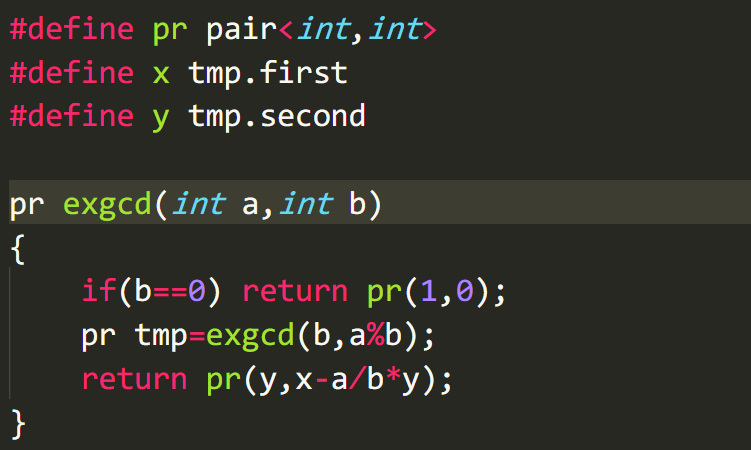 #define pr pair<int,int>
#define x tmp.first
#define y tmp.second
pr exgcd(int a,int b)
{
    if(b==0) return pr(1,0);
    pr tmp=exgcd(b,a%b);
    return pr(y,x-a/b*y);
}